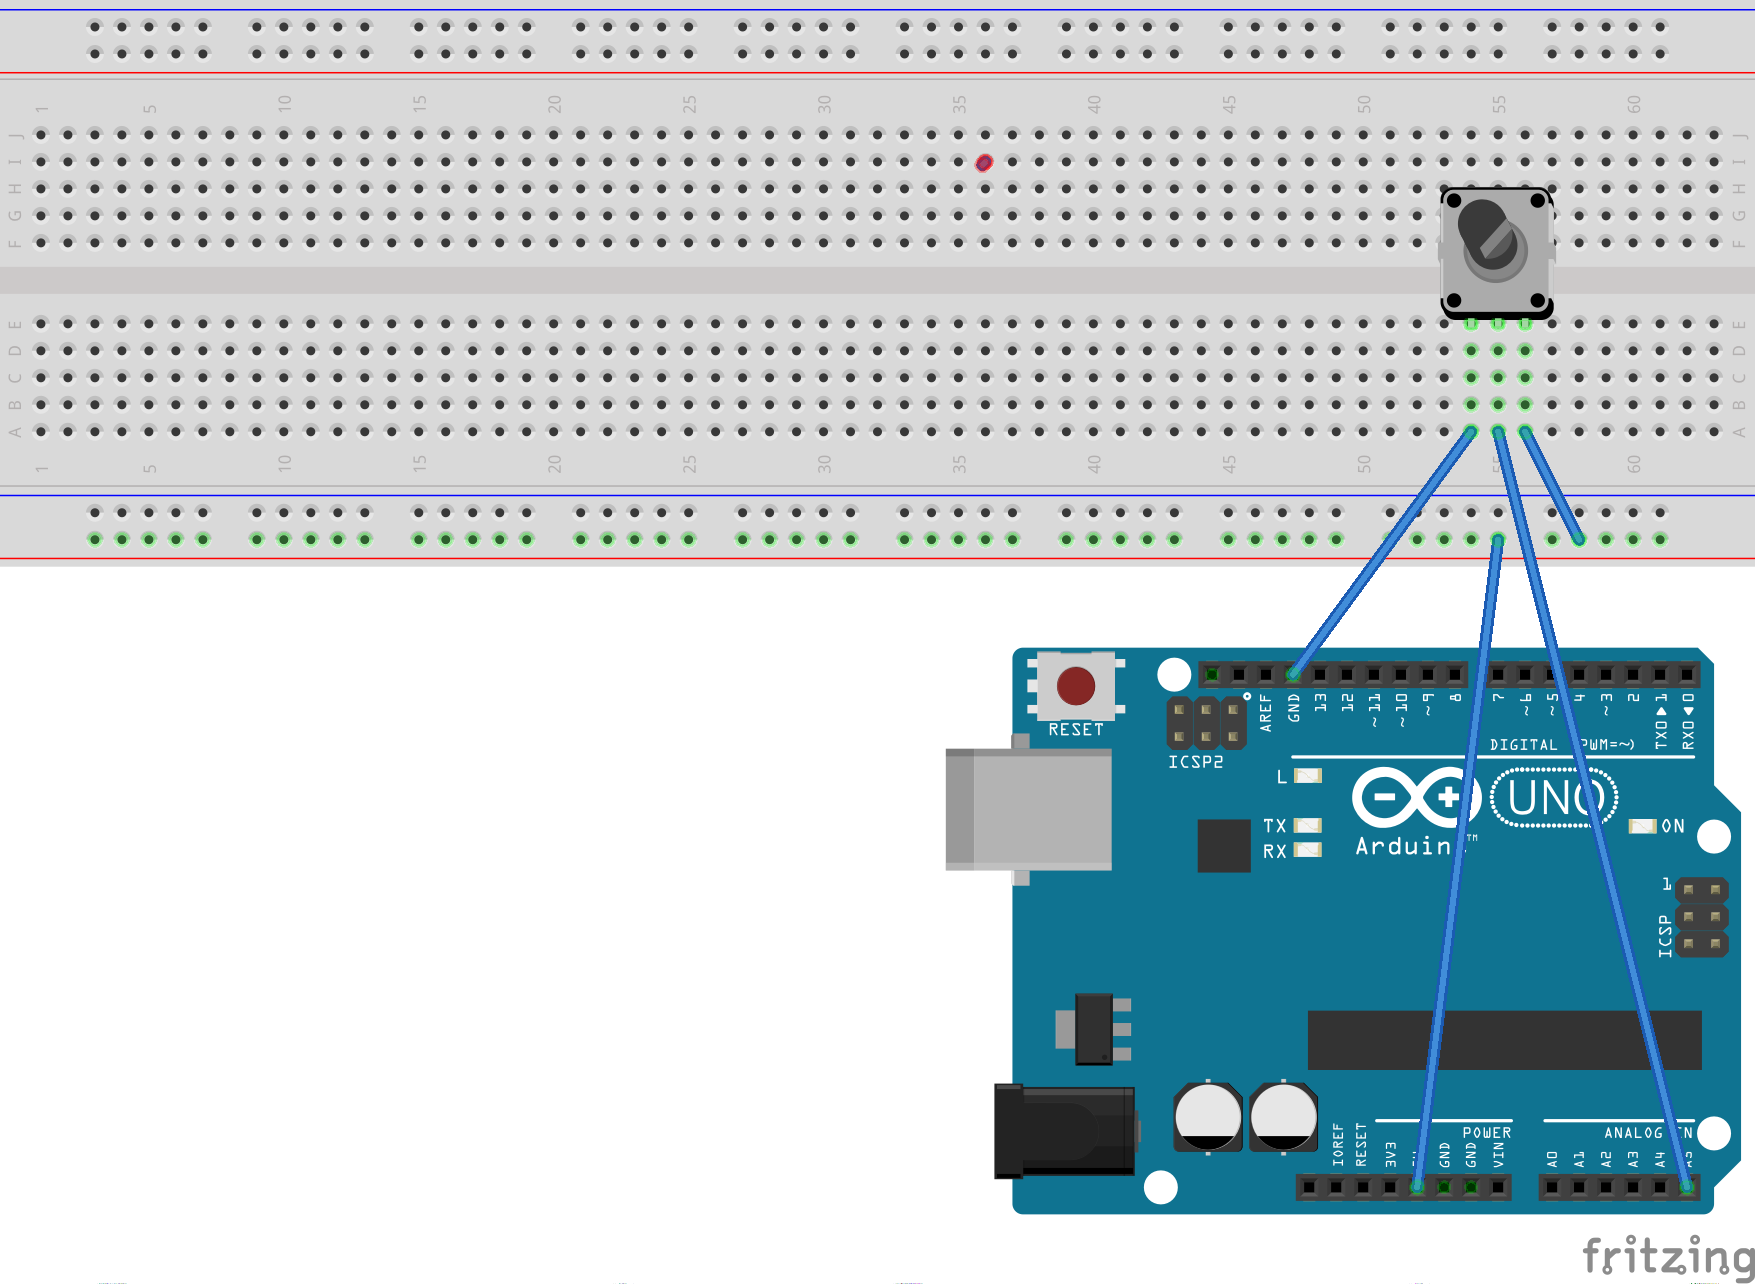 1 5 10 15 20 25 30 35 40 45 50 55 60
J J
I I
H H
G G
F F
E E
D D
C C
B B
A A
1 5 10 15 20 25 30 35 40 45 50 55 60
RESET
AREF GND 13 12 ~11 ~10 ~9 8 7 ~6 ~5 4 ~3 2 TX0▶1 RX0◀0
ICSP2
DIGITAL (PWM=~)
L
UNO
TX
RX
ON
Arduino™
1
ICSP
POWER
ANALOG IN
IOREF RESET 3V3 5V GND GND VIN A0 A1 A2 A3 A4 A5
fritzing